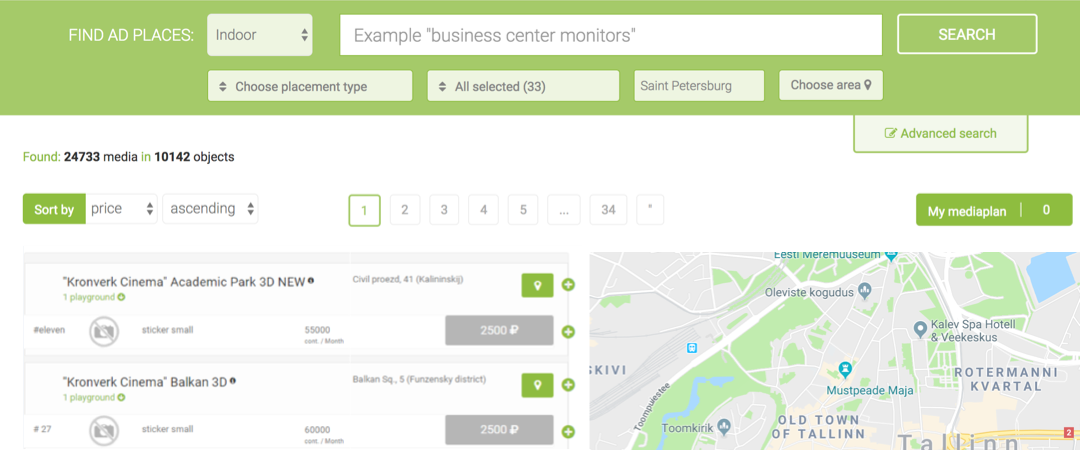 FIND AD PLACES: Indoor Example "business center monitors" SEARCH
Choose placement type All selected (33) Saint Petersburg Choose area
Advanced search
Found: 24733 media in 10142 objects
Sort by price ascending 1 2 3 4 5 ... 34 " My mediaplan | 0
"Kronverk Cinema" Academic Park 3D NEW Civil proezd, 41 (Kalininskij)
1 playground
#eleven sticker small 55000 2500 ₽
cont. / Month
"Kronverk Cinema" Balkan 3D Balkan Sq., 5 (Funzensky district)
1 playground
# 27 sticker small 60000 2500 ₽
cont. / Month
Eesti Meremuuseum
Oleviste kogudus
Kalev Spa Hotell
& Veekeskus
SKIVI
ROTERMANNI
KVARTAL
Mustpeade Maja
Toompuiestee
Toomkirik
OLD TOWN
OF TALLINN
Tallinn
2